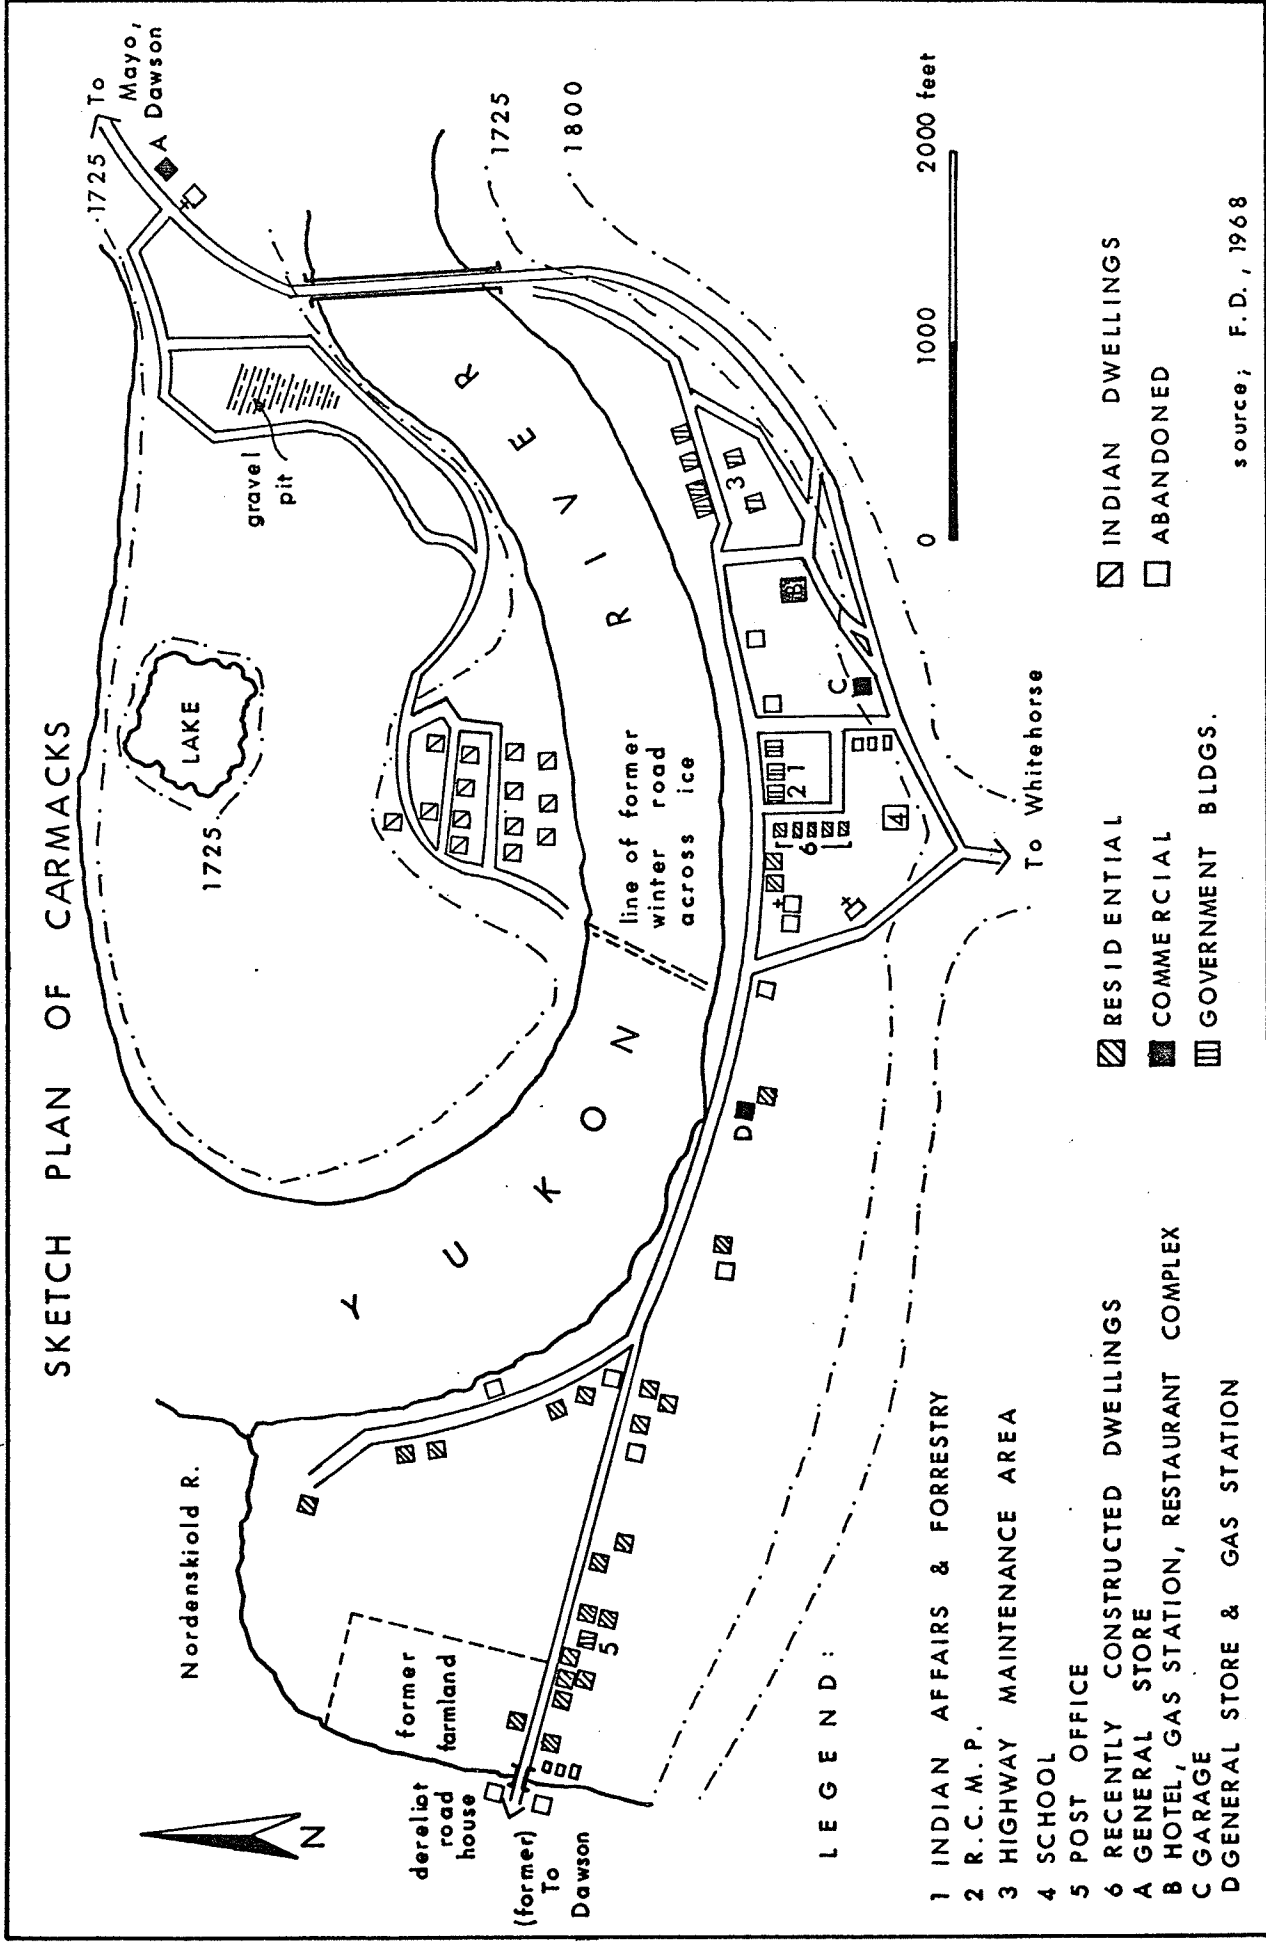 SKETCH PLAN OF CARMACKS
To
Mayo,
Dawson
A
1725
1725
1800
LAKE
1725
gravel
pit
Nordenskiold R.
YUKON RIVER
line of former
winter road
across ice
former
farmland
derelict
road
house
(former)
To
Dawson
N
5
D
6
2
1
4
C
B
3
To Whitehorse
0 1000 2000 feet
LEGEND:
1 INDIAN AFFAIRS & FORRESTRY
2 R.C.M.P.
3 HIGHWAY MAINTENANCE AREA
4 SCHOOL
5 POST OFFICE
6 RECENTLY CONSTRUCTED DWELLINGS
A GENERAL STORE
B HOTEL, GAS STATION, RESTAURANT COMPLEX
C GARAGE
DGENERAL STORE & GAS STATION
RESIDENTIAL
COMMERCIAL
GOVERNMENT BLDGS.
INDIAN DWELLINGS
ABANDONED
source; F.D., 1968